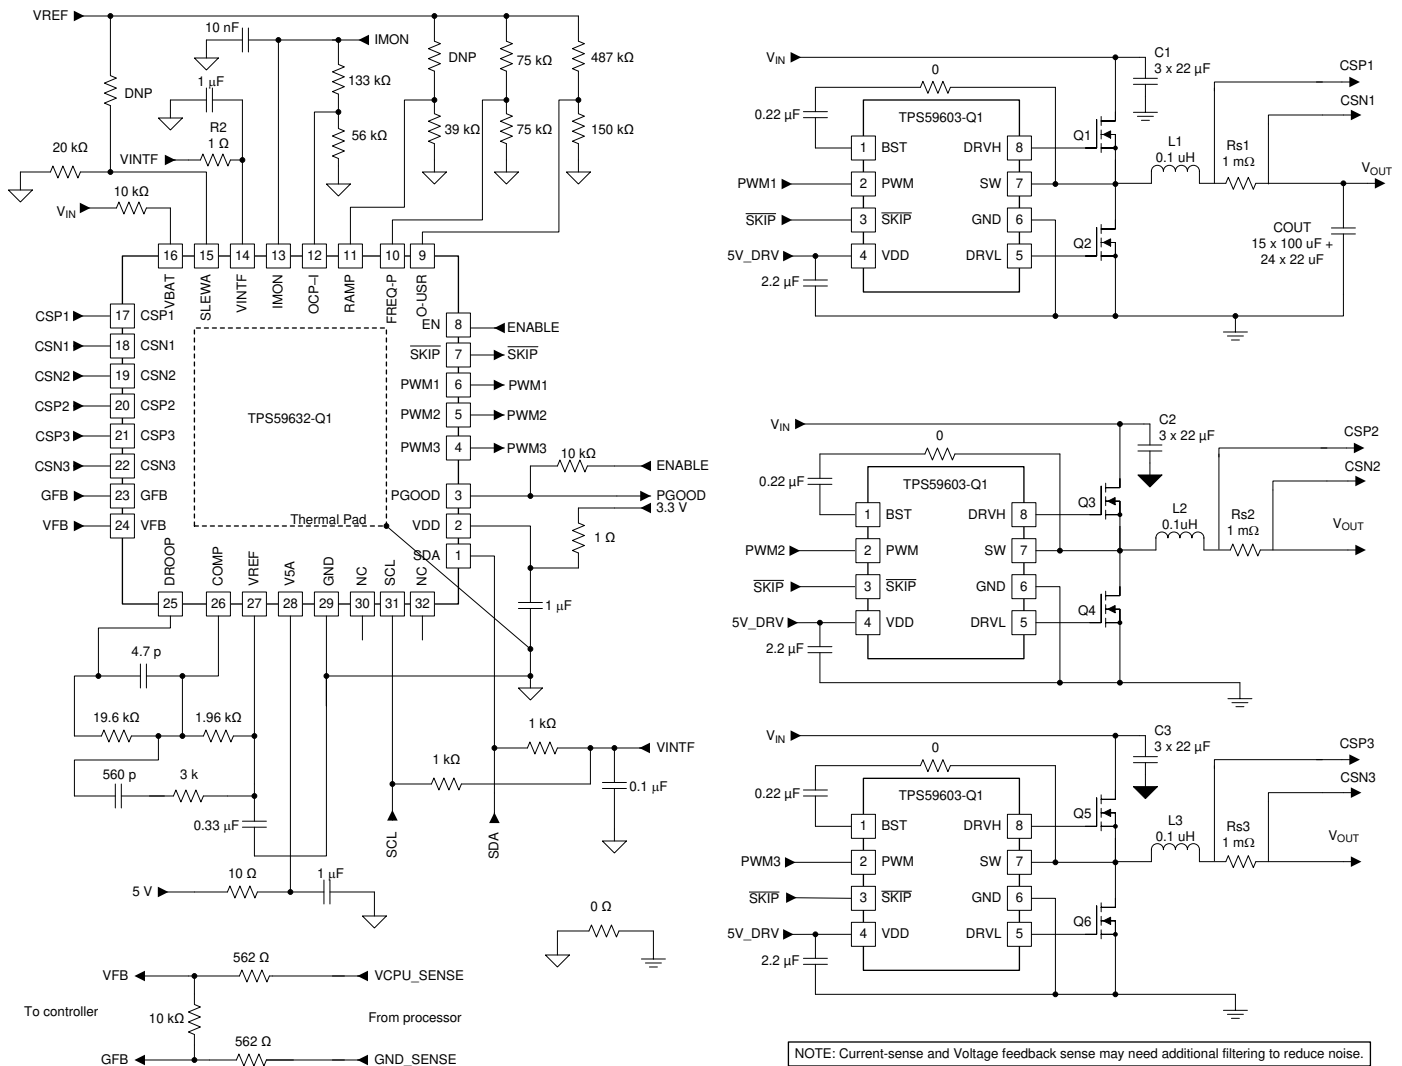 VREF
10 nF
IMON
DNP
1 µF
R2
1 Ω
VINTF
20 kΩ
10 kΩ
V_IN
133 kΩ
56 kΩ
DNP
39 kΩ
75 kΩ
75 kΩ
487 kΩ
150 kΩ
16
15
14
13
12
11
10
9
VBAT
SLEWA
VINTF
IMON
OCP–I
RAMP
FREQ-P
O-USR
CSP1
17
CSP1
CSN1
18
CSN1
CSN2
19
CSN2
CSP2
20
CSP2
CSP3
21
CSP3
CSN3
22
CSN3
GFB
23
GFB
VFB
24
VFB
TPS59632-Q1
Thermal Pad
EN
8
ENABLE
SKIP
7
SKIP
PWM1
6
PWM1
PWM2
5
PWM2
PWM3
4
PWM3
10 kΩ
ENABLE
PGOOD
3
PGOOD
3.3 V
VDD
2
1 Ω
SDA
1
DROOP
COMP
VREF
V5A
GND
NC
SCL
NC
25
26
27
28
29
30
31
32
1 µF
4.7 p
19.6 kΩ
1.96 kΩ
560 p
3 k
0.33 µF
1 kΩ
VINTF
1 kΩ
0.1 µF
SCL
SDA
5 V
10 Ω
1 µF
0 Ω
VFB
562 Ω
VCPU_SENSE
To controller
10 kΩ
From processor
GFB
562 Ω
GND_SENSE
V_IN
C1
3 x 22 µF
0
0.22 µF
TPS59603-Q1
1
BST
DRVH
8
Q1
PWM1
2
PWM
SW
7
SKIP
3
SKIP
GND
6
5V_DRV
4
VDD
DRVL
5
Q2
2.2 µF
L1
0.1 uH
Rs1
1 mΩ
CSP1
CSN1
V_OUT
COUT
15 x 100 uF +
24 x 22 uF
V_IN
C2
3 x 22 µF
0
0.22 µF
TPS59603-Q1
1
BST
DRVH
8
Q3
PWM2
2
PWM
SW
7
SKIP
3
SKIP
GND
6
5V_DRV
4
VDD
DRVL
5
Q4
2.2 µF
L2
0.1uH
Rs2
1 mΩ
CSP2
CSN2
V_OUT
V_IN
C3
3 x 22 µF
0
0.22 µF
TPS59603-Q1
1
BST
DRVH
8
Q5
PWM3
2
PWM
SW
7
SKIP
3
SKIP
GND
6
5V_DRV
4
VDD
DRVL
5
Q6
2.2 µF
L3
0.1 uH
Rs3
1 mΩ
CSP3
CSN3
V_OUT
NOTE: Current-sense and Voltage feedback sense may need additional filtering to reduce noise.